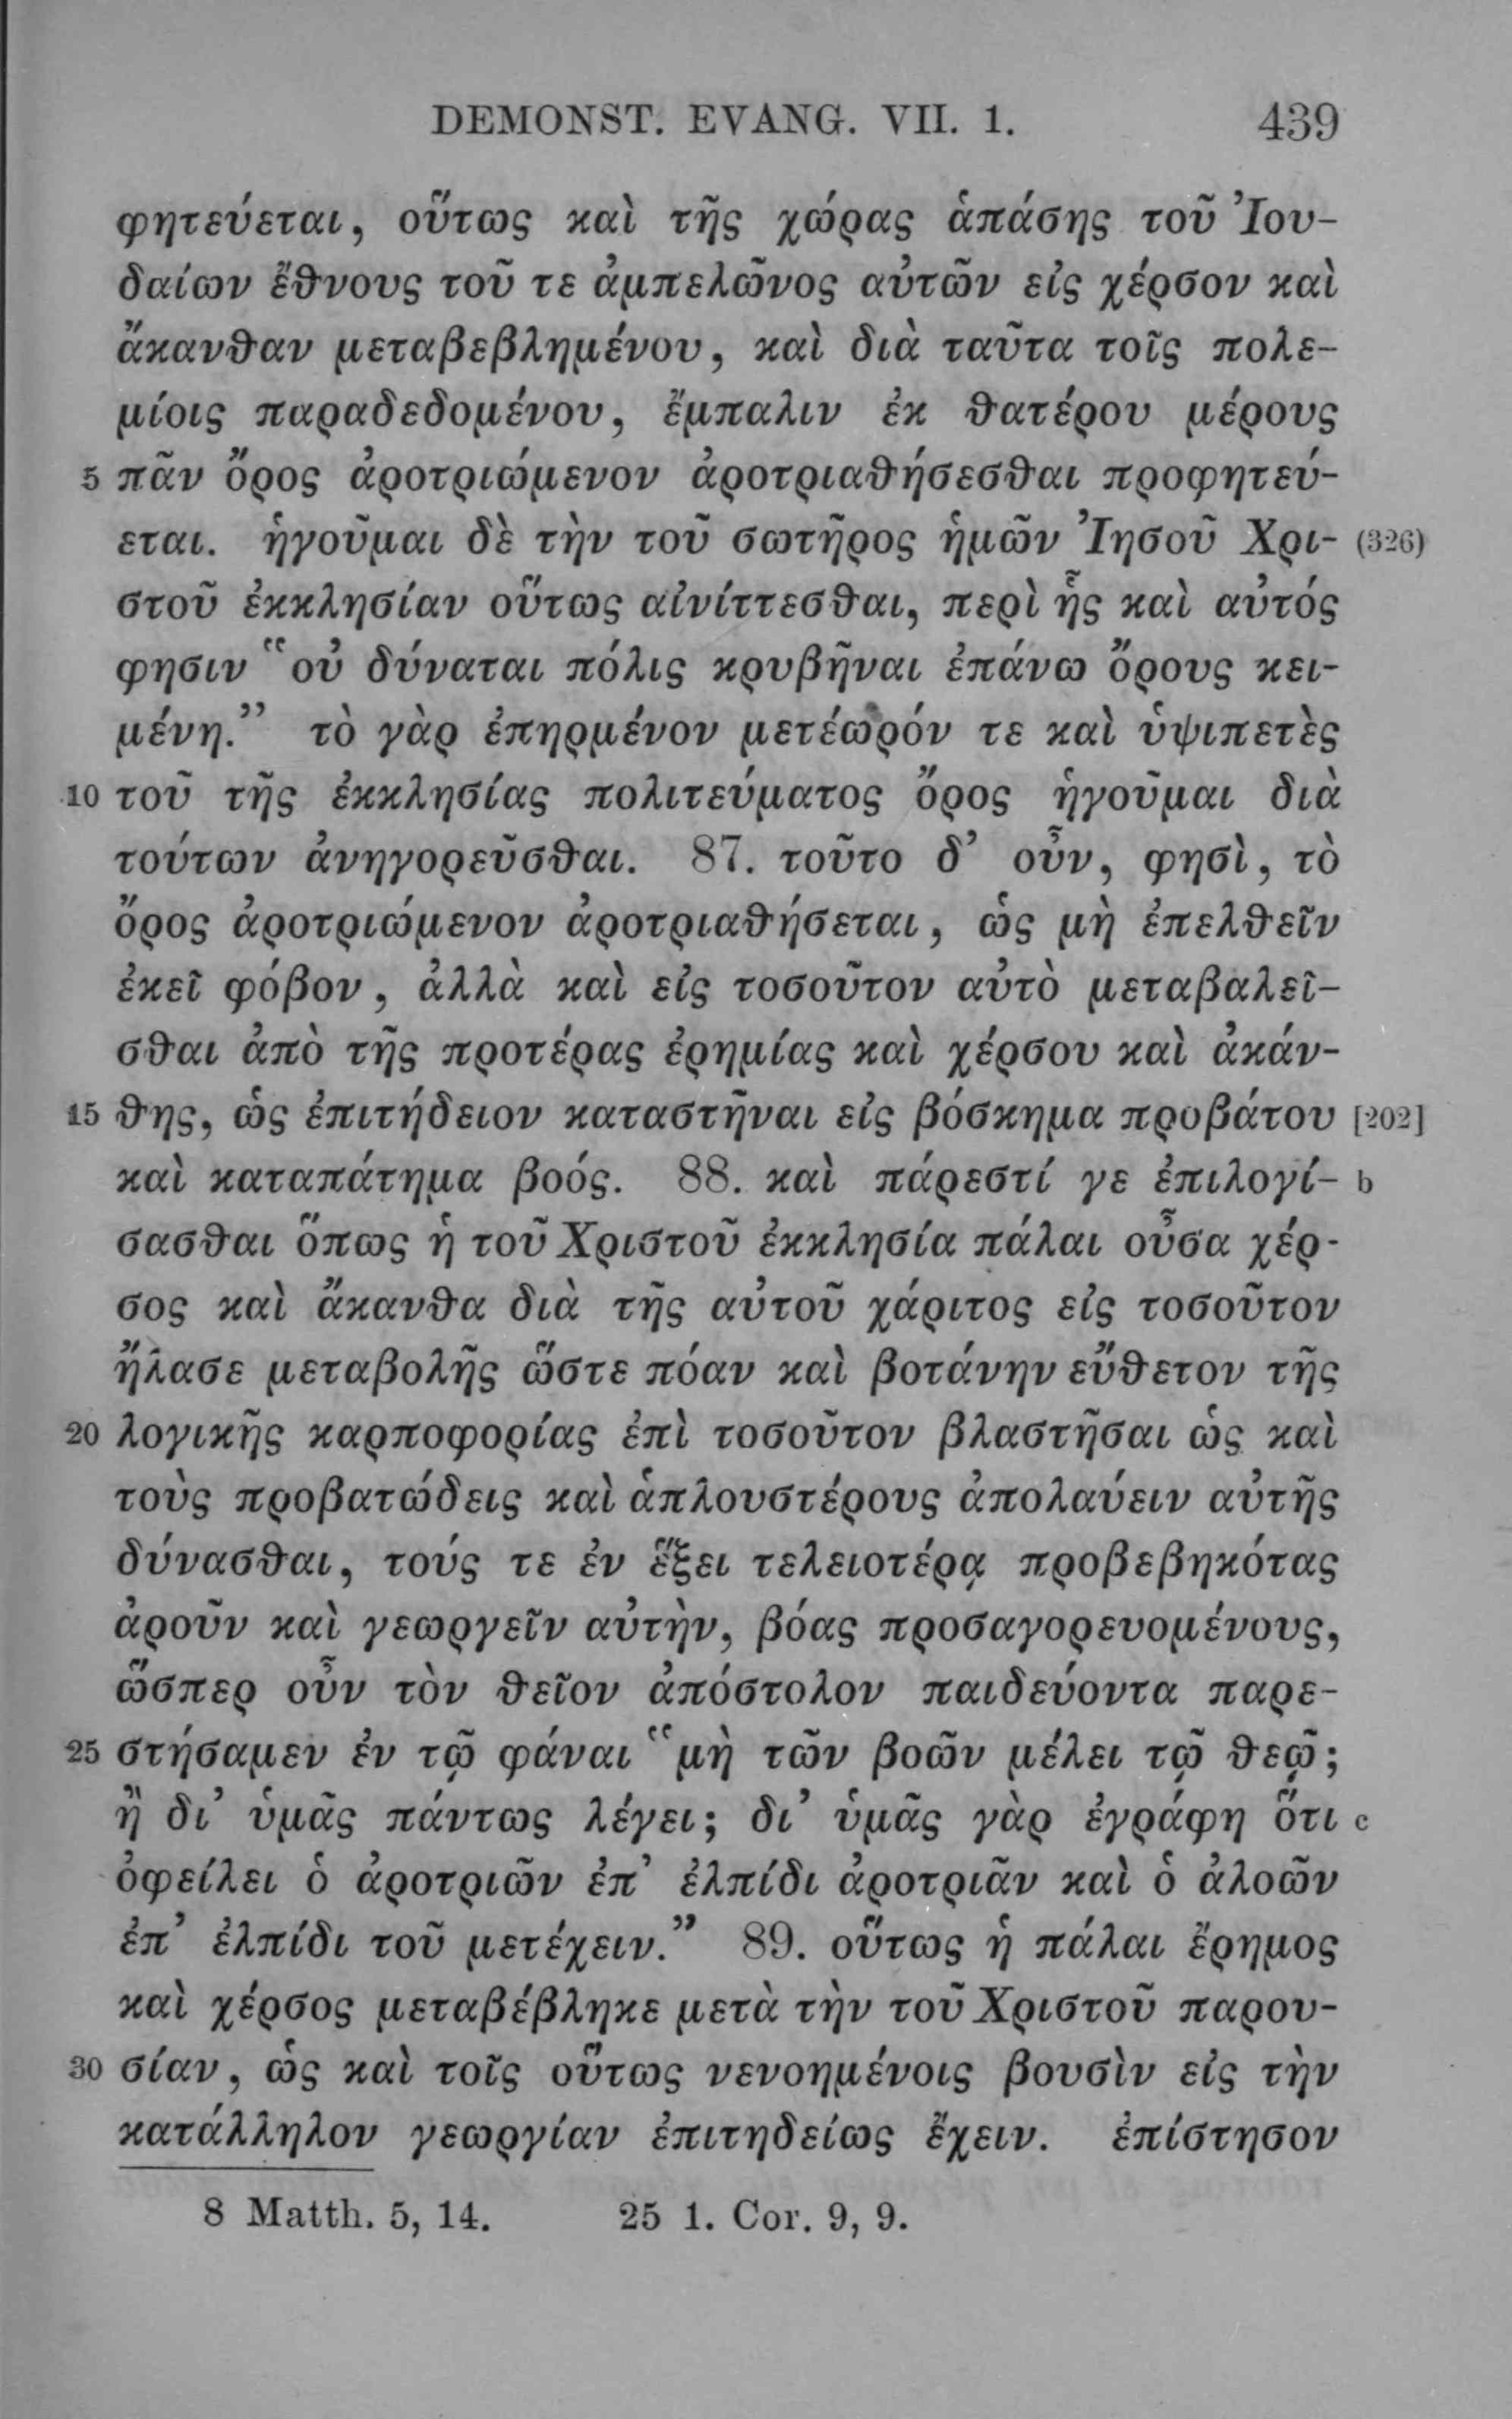 DEMONST. EVANG. VII. 1. 439
φητεύεται, οὕτως καὶ τῆς χώρας ἁπάσης τοῦ Ἰου-
δαίων ἔθνους τοῦ τε ἀμπελῶνος αὐτῶν εἰς χέρσον καὶ
ἄκανθαν μεταβεβλημένου, καὶ διὰ ταῦτα τοῖς πολε-
μίοις παραδεδομένου, ἔμπαλιν ἐκ θατέρου μέρους
5 πᾶν ὄρος ἀροτριώμενον ἀροτριαθήσεσθαι προφητεύ-
εται. ἡγοῦμαι δὲ τὴν τοῦ σωτῆρος ἡμῶν Ἰησοῦ Χρι- (326)
στοῦ ἐκκλησίαν οὕτως αἰνίττεσθαι, περὶ ἧς καὶ αὐτός
φησιν “οὐ δύναται πόλις κρυβῆναι ἐπάνω ὄρους κει-
μένη.” τὸ γὰρ ἐπηρμένον μετέωρόν τε καὶ ὑψιπετὲς
10 τοῦ τῆς ἐκκλησίας πολιτεύματος ὄρος ἡγοῦμαι διὰ
τούτων ἀνηγορεῦσθαι. 87. τοῦτο δ’ οὖν, φησὶ, τὸ
ὄρος ἀροτριώμενον ἀροτριαθήσεται, ὡς μὴ ἐπελθεῖν
ἐκεῖ φόβον, ἀλλὰ καὶ εἰς τοσοῦτον αὐτὸ μεταβαλεῖ-
σθαι ἀπὸ τῆς προτέρας ἐρημίας καὶ χέρσου καὶ ἀκάν-
15 θης, ὡς ἐπιτήδειον καταστῆναι εἰς βόσκημα προβάτου [202]
καὶ καταπάτημα βοός. 88. καὶ πάρεστί γε ἐπιλογί- b
σασθαι ὅπως ἡ τοῦ Χριστοῦ ἐκκλησία πάλαι οὖσα χέρ-
σος καὶ ἄκανθα διὰ τῆς αὐτοῦ χάριτος εἰς τοσοῦτον
ἤλασε μεταβολῆς ὥστε πόαν καὶ βοτάνην εὔθετον τῆς
20 λογικῆς καρποφορίας ἐπὶ τοσοῦτον βλαστῆσαι ὡς καὶ
τοὺς προβατώδεις καὶ ἁπλουστέρους ἀπολαύειν αὐτῆς
δύνασθαι, τούς τε ἐν ἕξει τελειοτέρᾳ προβεβηκότας
ἀροῦν καὶ γεωργεῖν αὐτὴν, βόας προσαγορευομένους,
ὥσπερ οὖν τὸν θεῖον ἀπόστολον παιδεύοντα παρε-
25 στήσαμεν ἐν τῷ φάναι “μὴ τῶν βοῶν μέλει τῷ θεῷ;
ἢ δι’ ὑμᾶς πάντως λέγει; δι’ ὑμᾶς γὰρ ἐγράφη ὅτι c
ὀφείλει ὁ ἀροτριῶν ἐπ’ ἐλπίδι ἀροτριᾶν καὶ ὁ ἀλοῶν
ἐπ’ ἐλπίδι τοῦ μετέχειν.” 89. οὕτως ἡ πάλαι ἔρημος
καὶ χέρσος μεταβέβληκε μετὰ τὴν τοῦ Χριστοῦ παρου-
30 σίαν, ὡς καὶ τοῖς οὕτως νενοημένοις βουσὶν εἰς τὴν
κατάλληλον γεωργίαν ἐπιτηδείως ἔχειν. ἐπίστησον
8 Matth. 5, 14. 25 1. Cor. 9, 9.